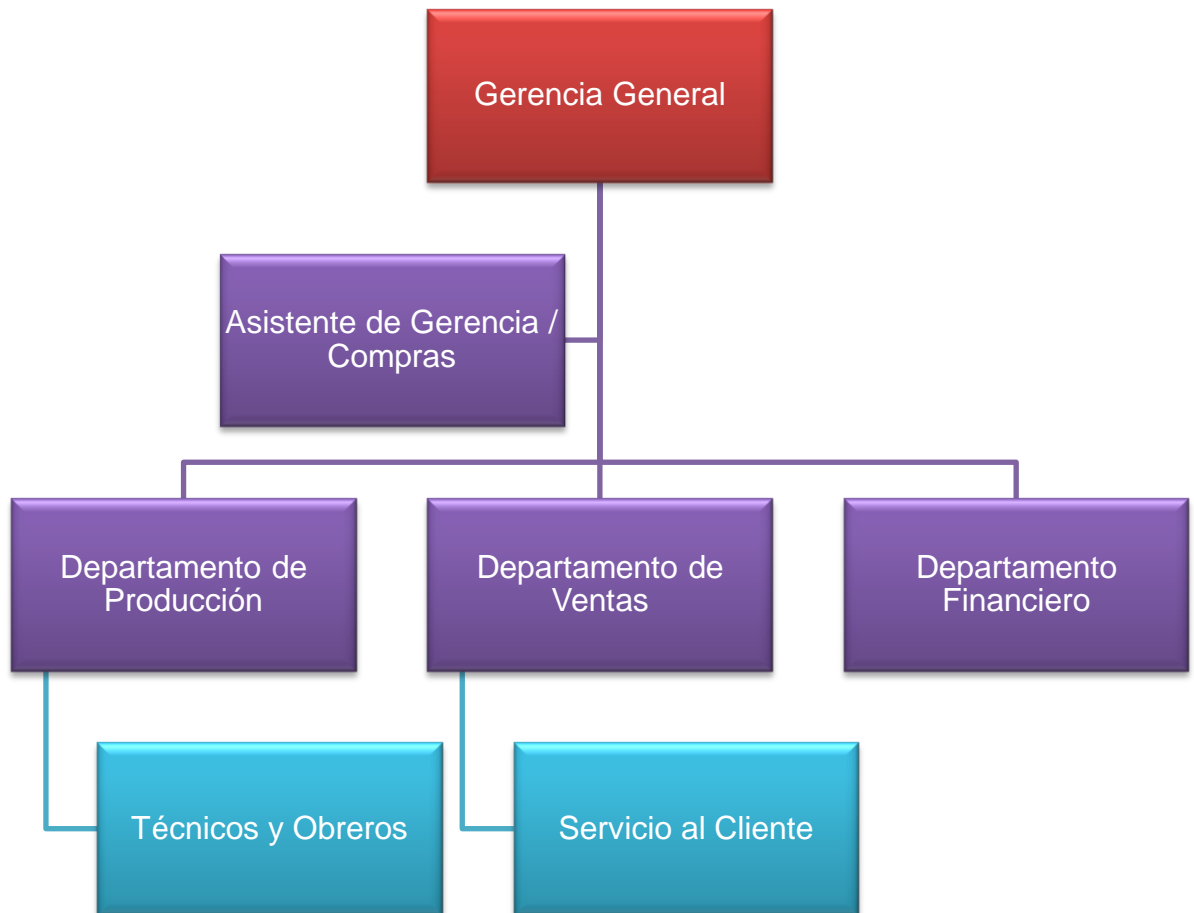 Gerencia General
Asistente de Gerencia /
Compras
Departamento de
Producción
Departamento de
Ventas
Departamento
Financiero
Técnicos y Obreros
Servicio al Cliente